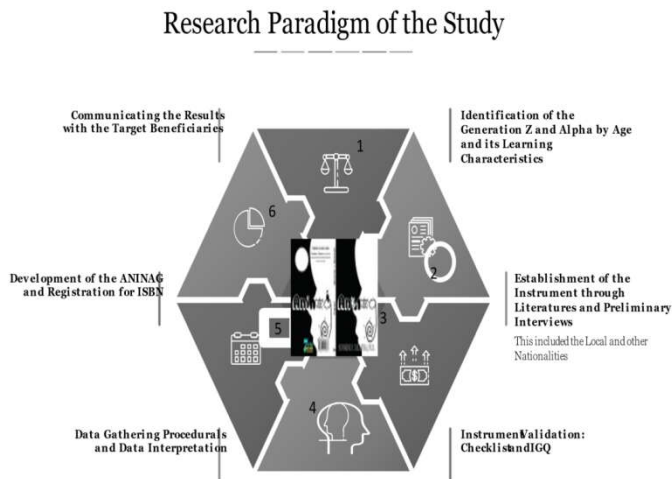 Research Paradigm of the Study
Communicating the Results
with the Target Beneficiaries
Identification of the
Generation Z and Alpha by Age
and its Learning
Characteristics
1
6
2
Development of the ANINAG
and Registration for ISBN
Establishment of the
Instrument through
Literatures and Preliminary
Interviews
This included the Local and other
Nationalities
3
5
4
Data Gathering Procedurals
and Data Interpretation
Instrument Validation:
Checklist and IGQ